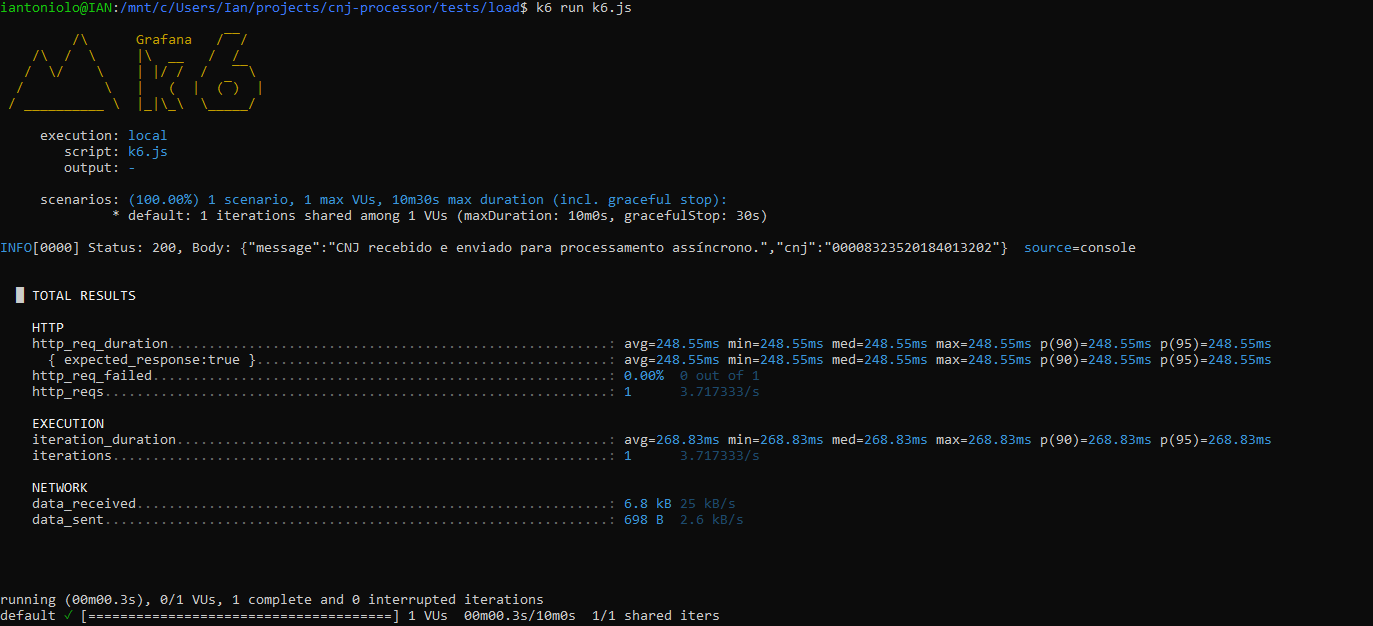 iantoniolo@IAN:/mnt/c/Users/Ian/projects/cnj-processor/tests/load$ k6 run k6.js
Grafana
execution: local
script: k6.js
output: -
scenarios: (100.00%) 1 scenario, 1 max VUs, 10m30s max duration (incl. graceful stop):
* default: 1 iterations shared among 1 VUs (maxDuration: 10m0s, gracefulStop: 30s)
INFO[0000] Status: 200, Body: {"message":"CNJ recebido e enviado para processamento assíncrono.","cnj":"00008323520184013202"}  source=console
TOTAL RESULTS
HTTP
http_req_duration.......................................................: avg=248.55ms min=248.55ms med=248.55ms max=248.55ms p(90)=248.55ms p(95)=248.55ms
{ expected_response:true }............................................: avg=248.55ms min=248.55ms med=248.55ms max=248.55ms p(90)=248.55ms p(95)=248.55ms
http_req_failed.........................................................: 0.00%  0 out of 1
http_reqs...............................................................: 1      3.717333/s
EXECUTION
iteration_duration......................................................: avg=268.83ms min=268.83ms med=268.83ms max=268.83ms p(90)=268.83ms p(95)=268.83ms
iterations..............................................................: 1      3.717333/s
NETWORK
data_received...........................................................: 6.8 kB 25 kB/s
data_sent...............................................................: 698 B  2.6 kB/s
running (00m00.3s), 0/1 VUs, 1 complete and 0 interrupted iterations
default ✓ [======================================] 1 VUs  00m00.3s/10m0s  1/1 shared iters